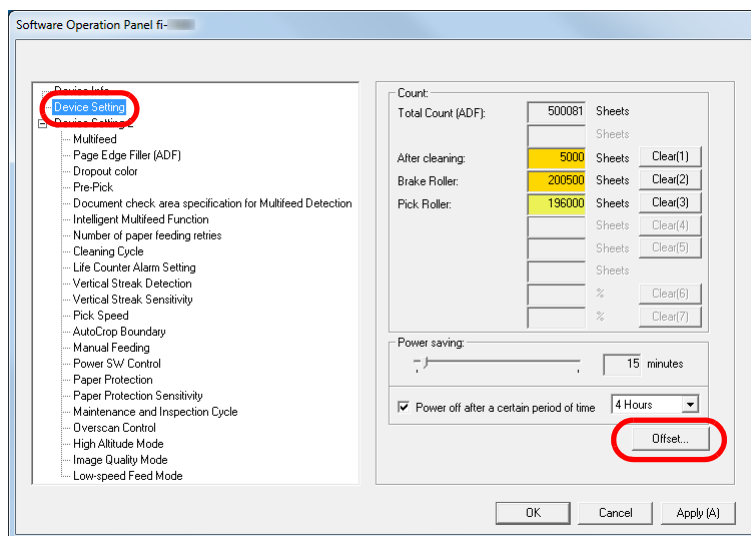 Software Operation Panel fi-
Device Info
Device Setting
Device Setting 2
Multifeed
Page Edge Filler (ADF)
Dropout color
Pre-Pick
Document check area specification for Multifeed Detection
Intelligent Multifeed Function
Number of paper feeding retries
Cleaning Cycle
Life Counter Alarm Setting
Vertical Streak Detection
Vertical Streak Sensitivity
Pick Speed
AutoCrop Boundary
Manual Feeding
Power SW Control
Paper Protection
Paper Protection Sensitivity
Maintenance and Inspection Cycle
Overscan Control
High Altitude Mode
Image Quality Mode
Low-speed Feed Mode
Count:
Total Count (ADF): 500081 Sheets
Sheets
After cleaning: 5000 Sheets Clear(1)
Brake Roller: 200500 Sheets Clear(2)
Pick Roller: 196000 Sheets Clear(3)
Sheets Clear(4)
Sheets Clear(5)
Sheets
% Clear(6)
% Clear(7)
Power saving:
15 minutes
Power off after a certain period of time 4 Hours
Offset...
OK Cancel Apply (A)